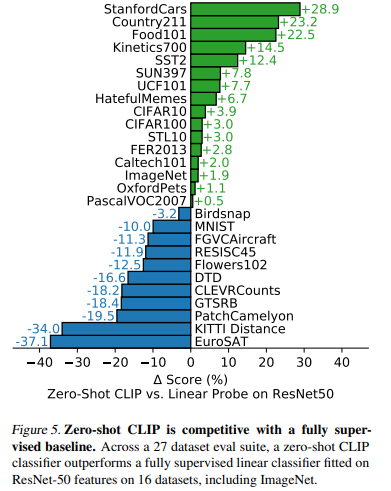 StanfordCars +28.9
Country211 +23.2
Food101 +22.5
Kinetics700 +14.5
SST2 +12.4
SUN397 +7.8
UCF101 +7.7
HatefulMemes +6.7
CIFAR10 +3.9
CIFAR100 +3.0
STL10 +3.0
FER2013 +2.8
Caltech101 +2.0
ImageNet +1.9
OxfordPets +1.1
PascalVOC2007 +0.5
-3.2 Birdsnap
-10.0 MNIST
-11.3 FGVCAircraft
-11.9 RESISC45
-12.5 Flowers102
-16.6 DTD
-18.2 CLEVRCounts
-18.4 GTSRB
-19.5 PatchCamelyon
-34.0 KITTI Distance
-37.1 EuroSAT
−40 −30 −20 −10 0 10 20 30 40
Δ Score (%)
Zero-Shot CLIP vs. Linear Probe on ResNet50
Figure 5. Zero-shot CLIP is competitive with a fully super-
vised baseline. Across a 27 dataset eval suite, a zero-shot CLIP
classifier outperforms a fully supervised linear classifier fitted on
ResNet-50 features on 16 datasets, including ImageNet.